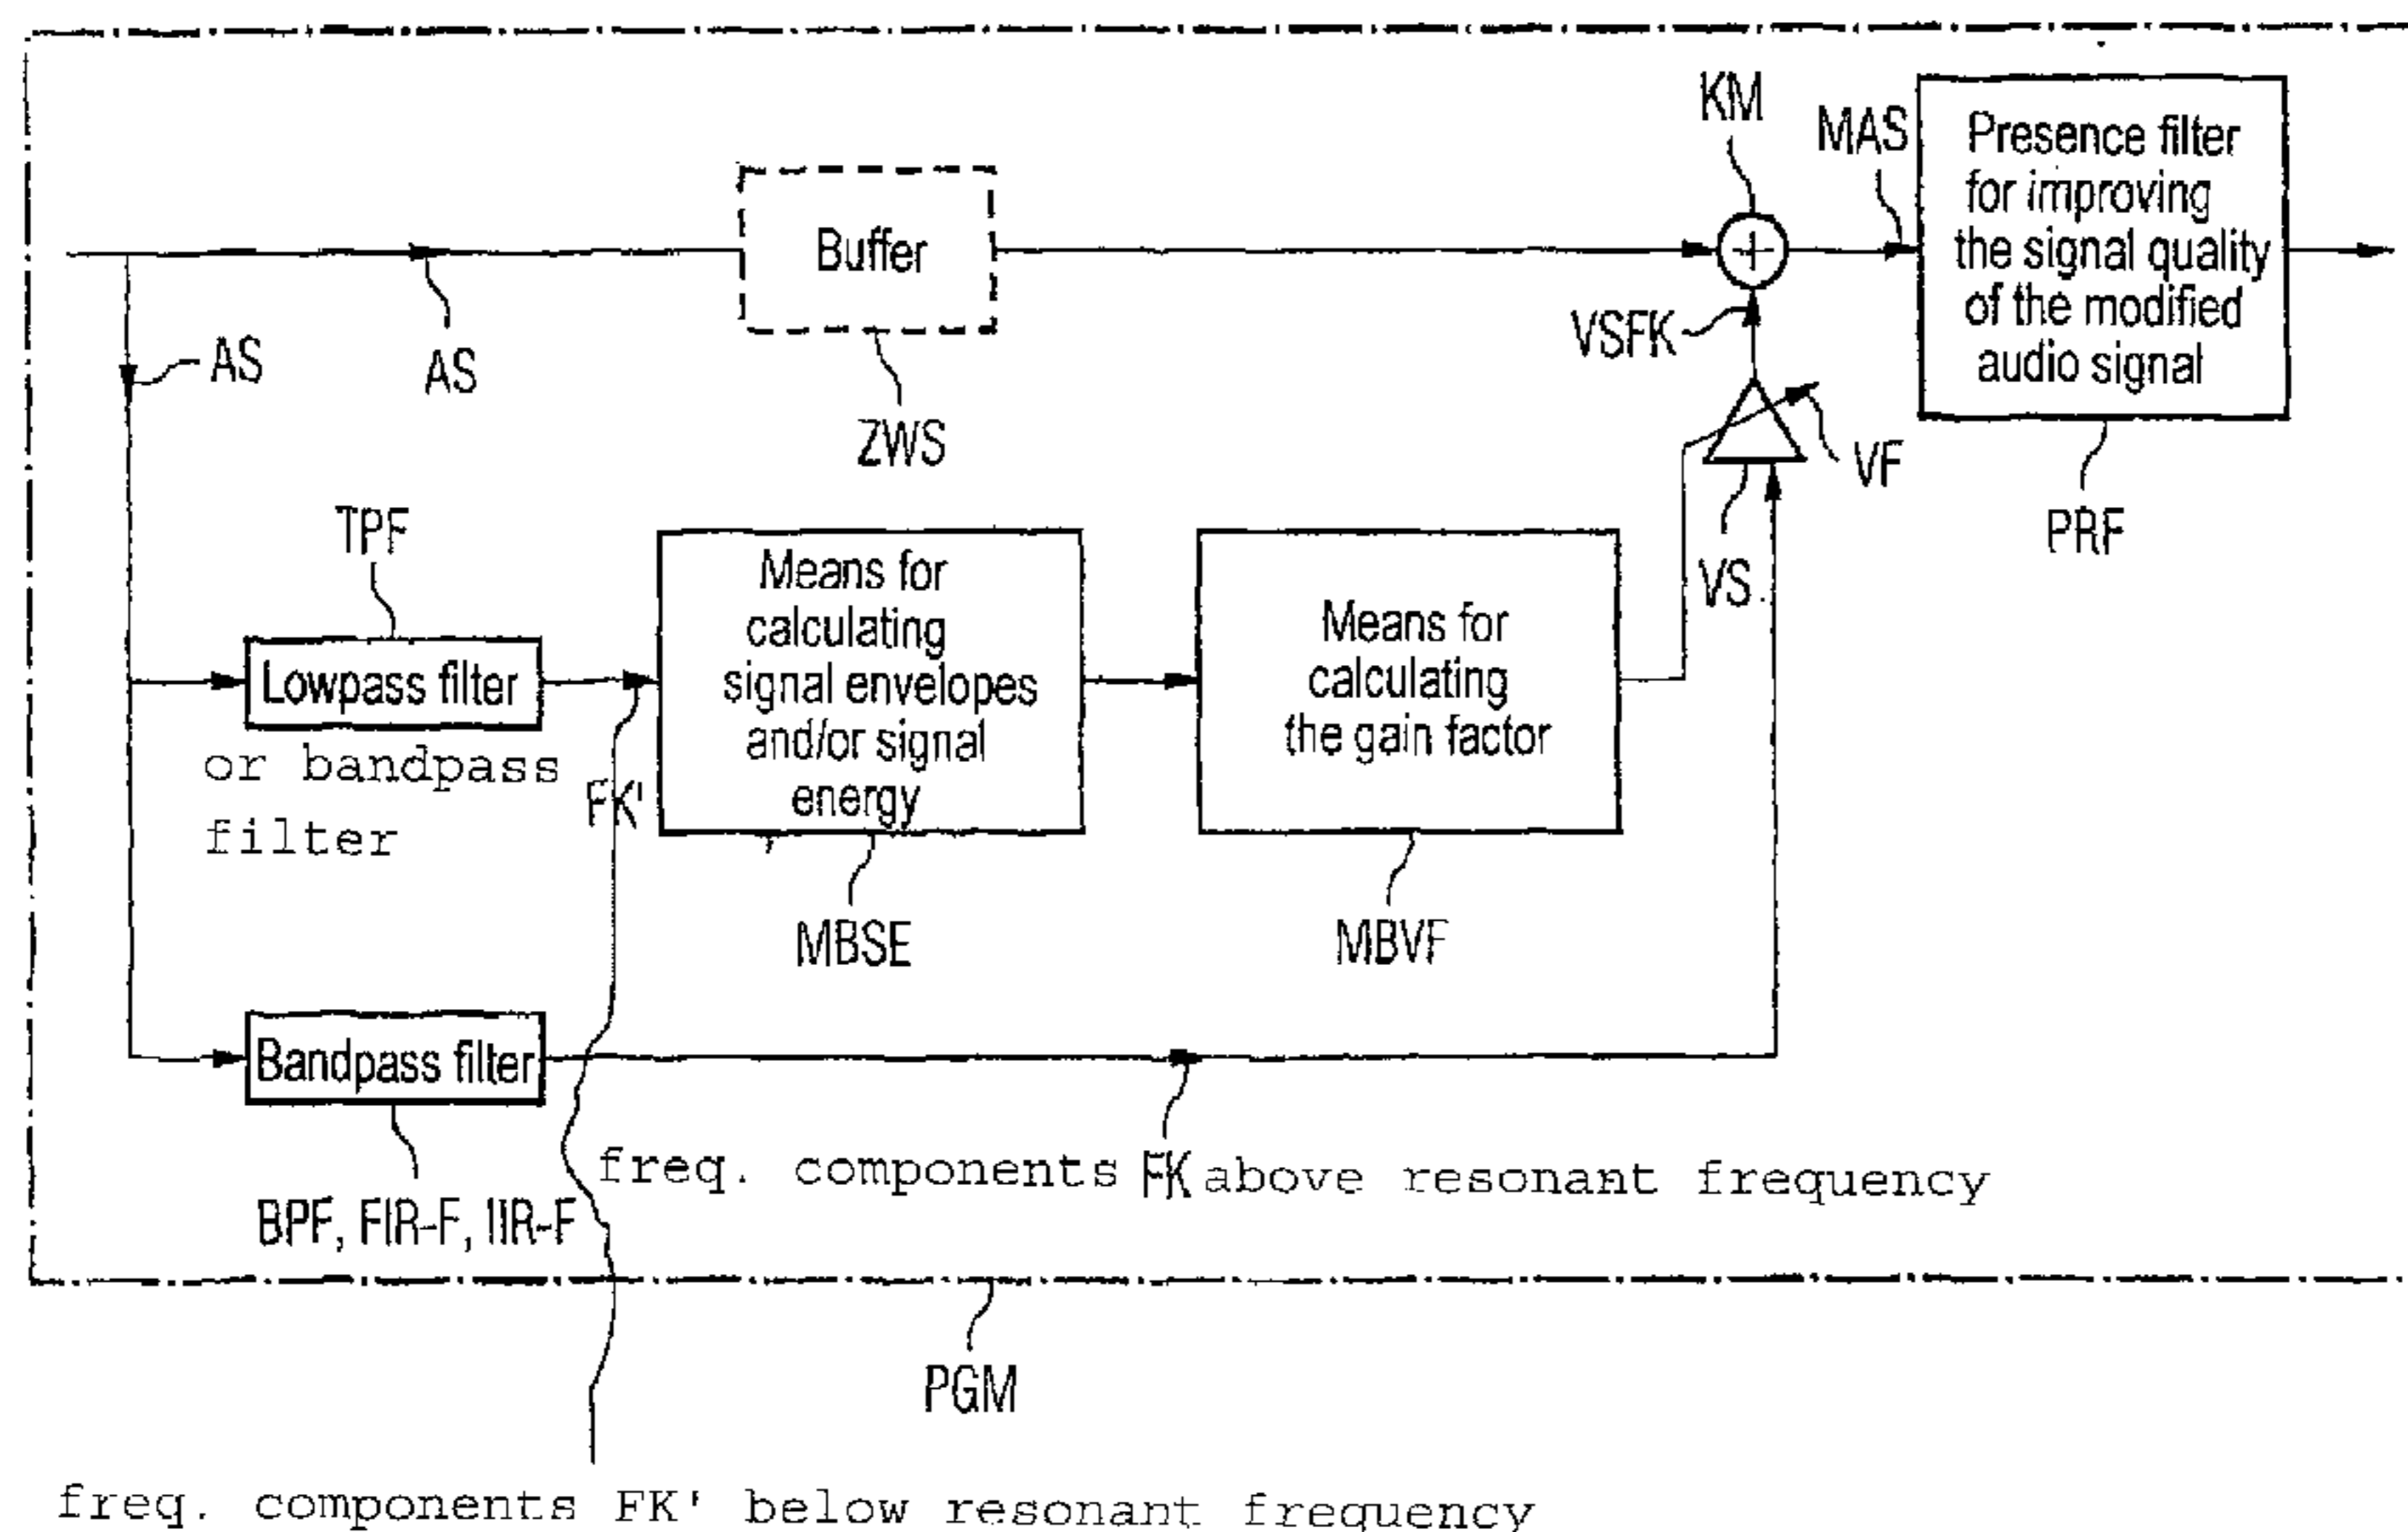 KM
MAS
Presence filter
for improving
the signal quality
of the modified
audio signal
Buffer
VSFK
AS
AS
ZWS
VF
PRF
VS
TPF
Lowpass filter
or bandpass
filter
FK'
Means for
calculating
signal envelopes
and/or signal
energy
Means for
calculating
the gain factor
MBSE
MBVF
Bandpass filter
freq. components FK above resonant frequency
BPF, FIR-F, IIR-F
PGM
freq. components FK' below resonant frequency